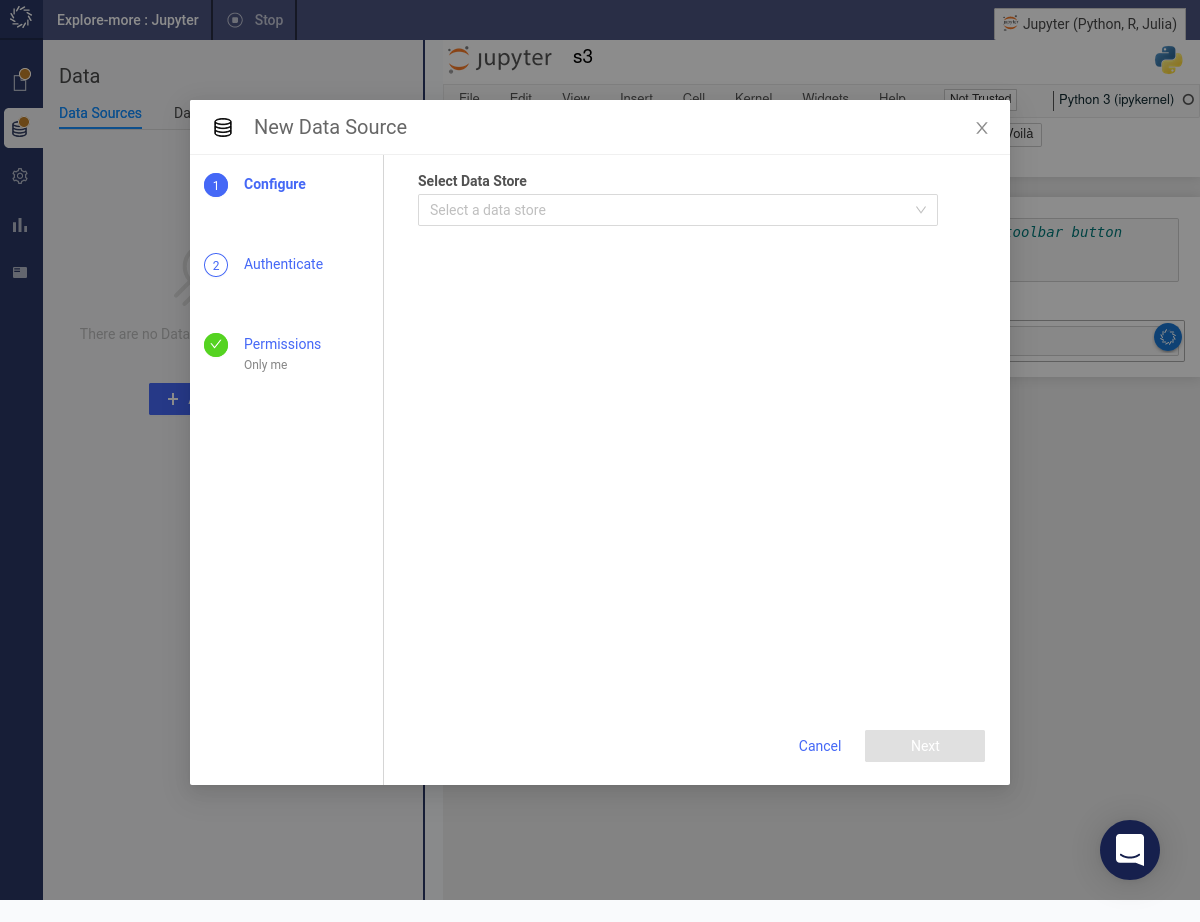 Explore-more : Jupyter
Stop
Jupyter (Python, R, Julia)
Data
Data Sources
Da
There are no Data
jupyter
s3
File Edit View Insert Cell Kernel Widgets Help
Not Trusted
Python 3 (ipykernel)
Voilà
toolbar button
New Data Source
1 Configure
2 Authenticate
Permissions
Only me
Select Data Store
Select a data store
Cancel
Next